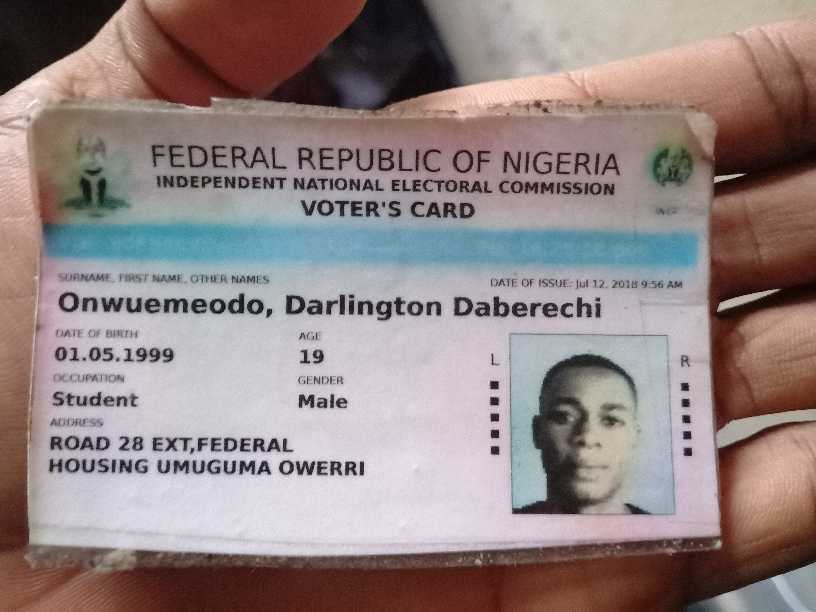 FEDERAL REPUBLIC OF NIGERIA
INDEPENDENT NATIONAL ELECTORAL COMMISSION
VOTER'S CARD
SURNAME, FIRST NAME, OTHER NAMES
DATE OF ISSUE: Jul 12, 2018 9:56 AM
Onwuemeodo, Darlington Daberechi
DATE OF BIRTH AGE
01.05.1999 19
OCCUPATION GENDER
Student Male
ADDRESS
ROAD 28 EXT,FEDERAL
HOUSING UMUGUMA OWERRI
L R